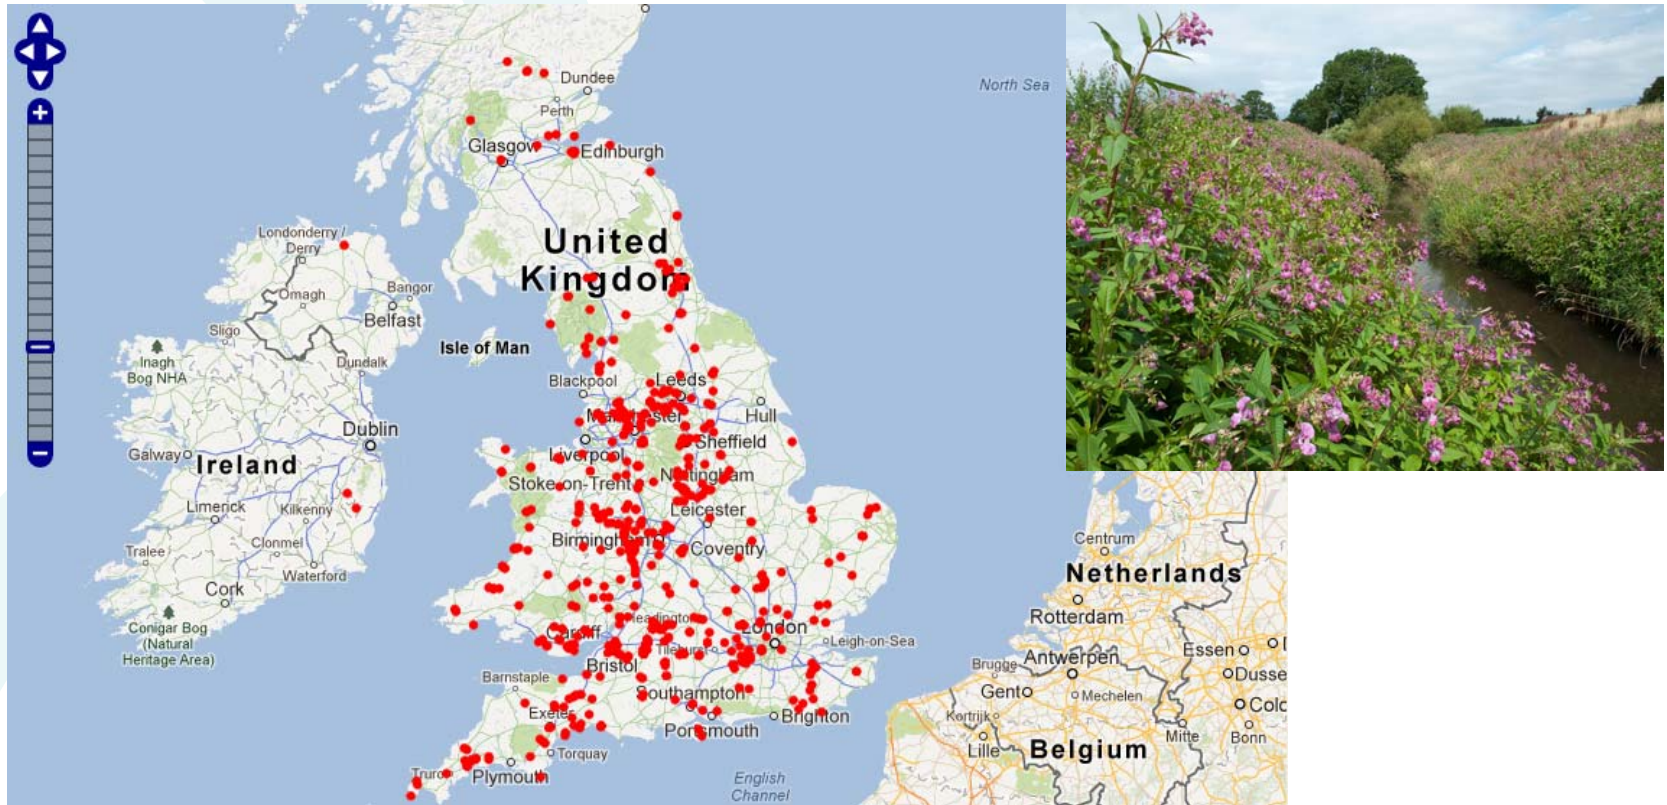 North Sea
Dundee
Perth
Glasgow
Edinburgh
United
Kingdom
Londonderry /
Derry
Omagh
Bangor
Belfast
Sligo
Isle of Man
Inagh
Bog NHA
Dundalk
Blackpool
Leeds
Manchester
Hull
Dublin
Sheffield
Galway
Ireland
Liverpool
Nottingham
Stoke-on-Trent
Limerick
Kilkenny
Leicester
Birmingham
Coventry
Centrum
Tralee
Clonmel
Waterford
Netherlands
Cork
Rotterdam
Conigar Bog
(Natural
Heritage Area)
Cardiff
London
Leigh-on-Sea
Tilehurst
Essen
Bristol
Brugge
Antwerpen
Dusse
Barnstaple
Southampton
Gent
Mechelen
Colo
Exeter
Brighton
Kortrijk
Portsmouth
Mitte
Bonn
Lille
Belgium
Torquay
Truro
Plymouth
English
Channel